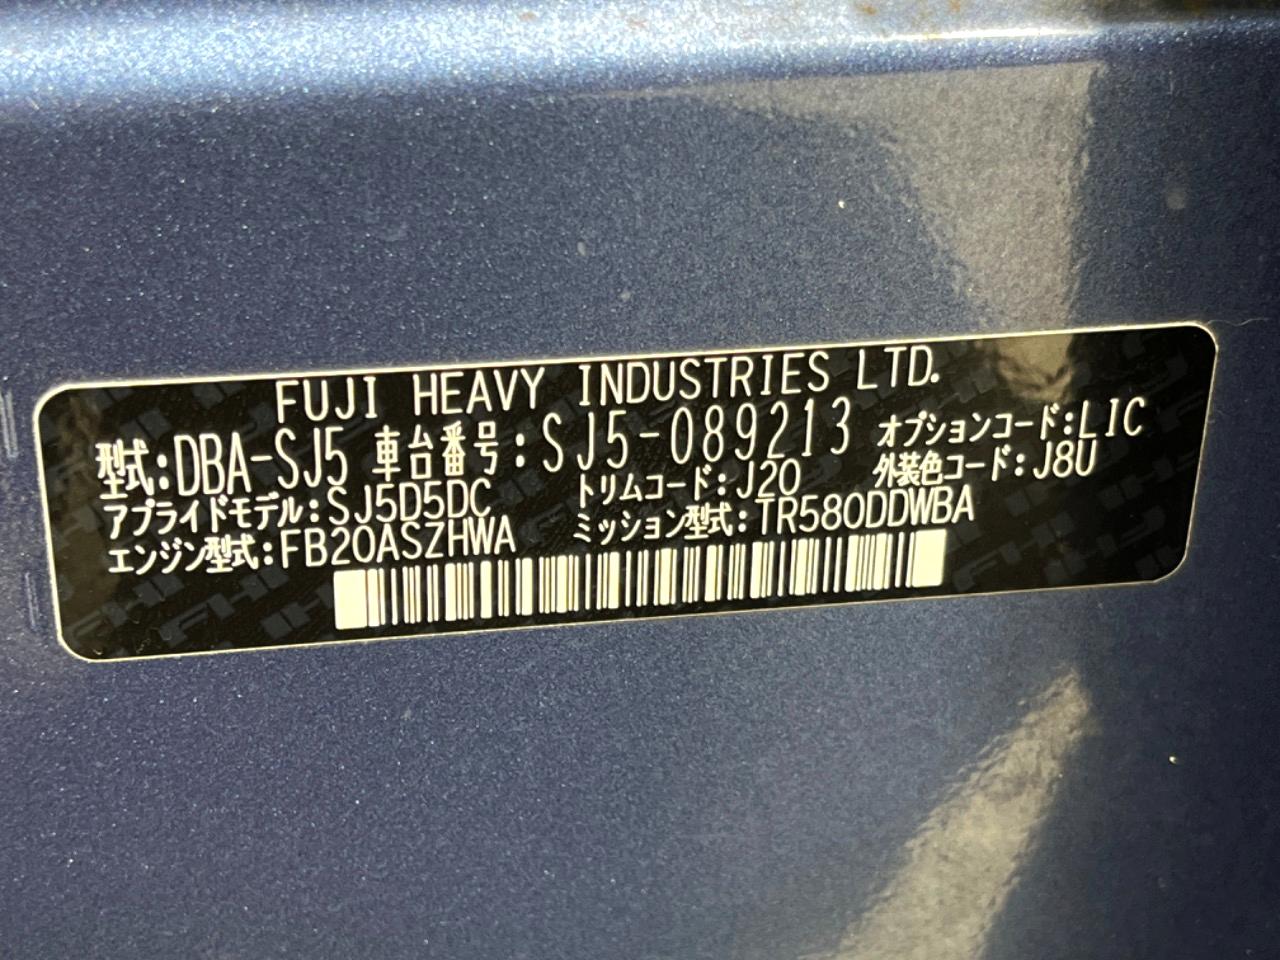 FUJI HEAVY INDUSTRIES LTD.
型式:DBA-SJ5 車台番号:SJ5-089213 オプションコード:LIC
アプライドモデル:SJ5D5DC トリムコード:J20 外装色コード:J8U
エンジン型式:FB20ASZHWA ミッション型式:TR580DDWBA